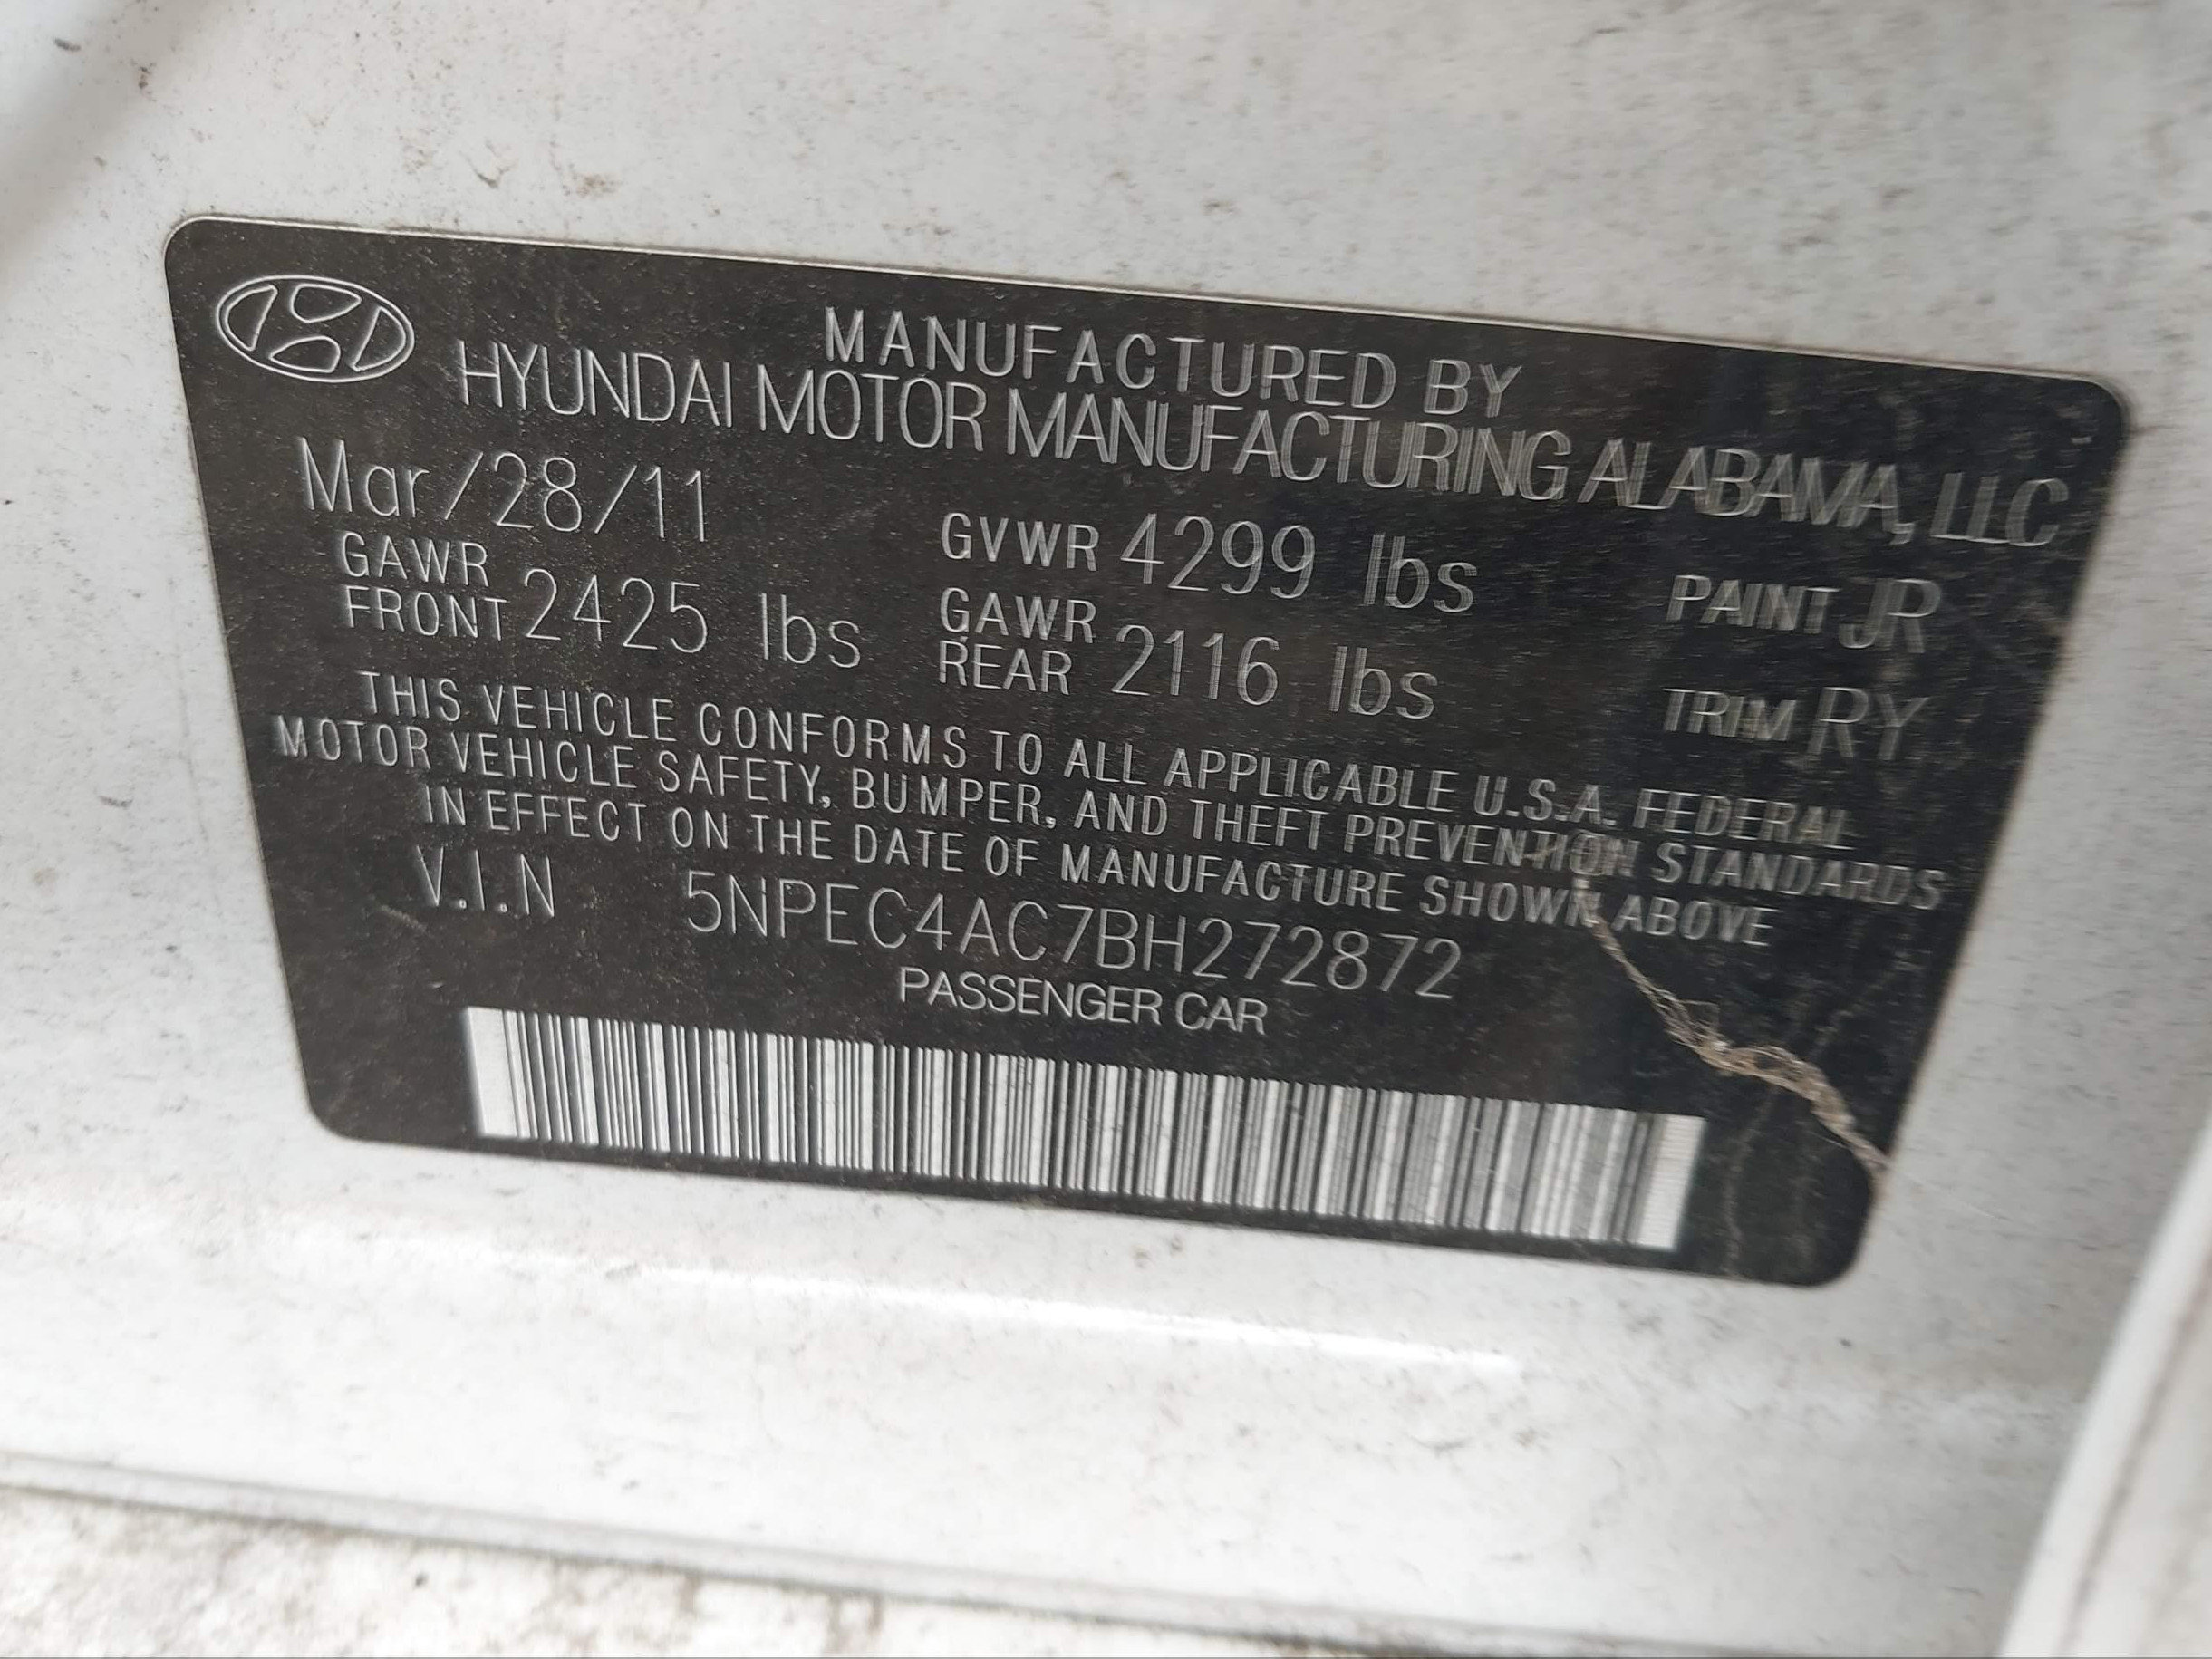 MANUFACTURED BY
HYUNDAI MOTOR MANUFACTURING ALABAMA, LLC
Mar/28/11 GVWR 4299 lbs PAINT JR
GAWR FRONT 2425 lbs GAWR REAR 2116 lbs TRIM RY
THIS VEHICLE CONFORMS TO ALL APPLICABLE U.S.A. FEDERAL
MOTOR VEHICLE SAFETY, BUMPER, AND THEFT PREVENTION STANDARDS
IN EFFECT ON THE DATE OF MANUFACTURE SHOWN ABOVE
V.I.N 5NPEC4AC7BH272872
PASSENGER CAR